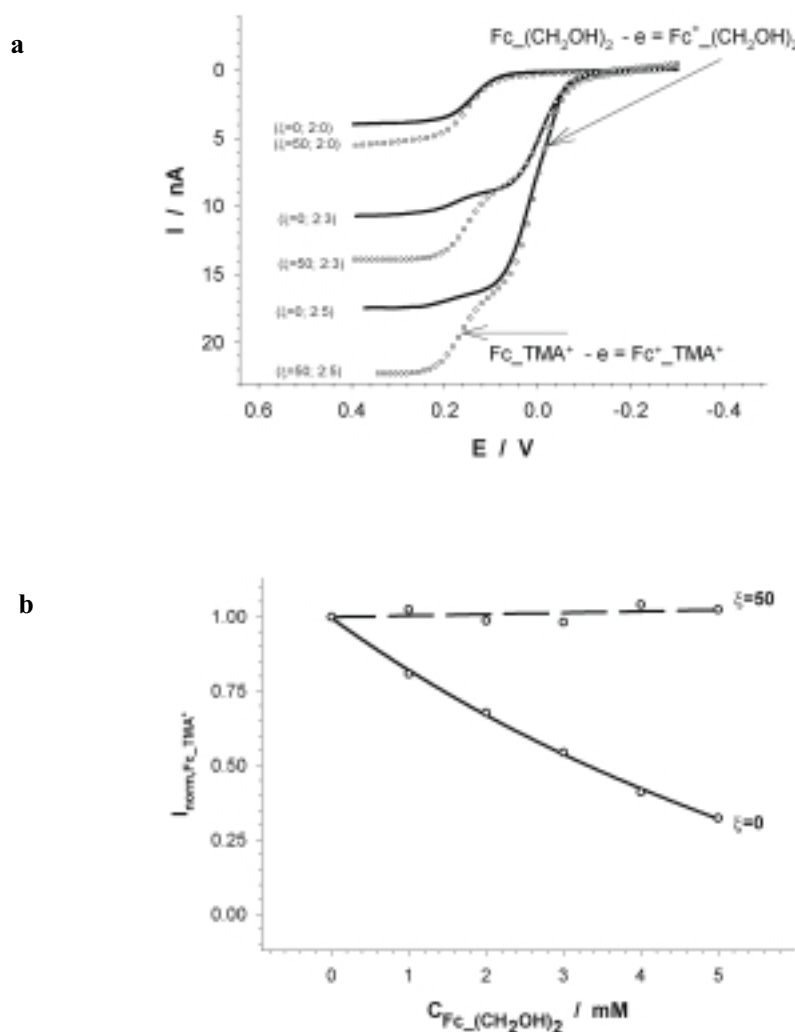 a
Fc_(CH₂OH)₂ - e = Fc⁺_(CH₂OH)₂
0
5
10
15
20
I / nA
(ξ=0; 2:0)
(ξ=50; 2:0)
(ξ=0; 2:3)
(ξ=50; 2:3)
(ξ=0; 2:5)
(ξ=50; 2:5)
Fc_TMA⁺ - e = Fc⁺_TMA⁺
0.6 0.4 0.2 0.0 -0.2 -0.4
E / V
b
1.00
0.75
0.50
0.25
0.00
I norm,Fc_TMA⁺
ξ=50
ξ=0
0 1 2 3 4 5
C Fc_(CH₂OH)₂ / mM